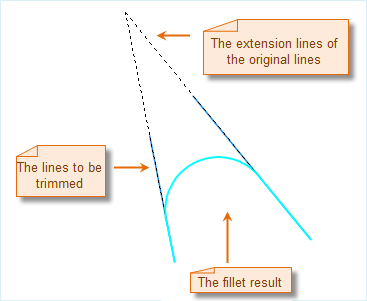 The extension lines of
the original lines
The lines to be
trimmed
The fillet result